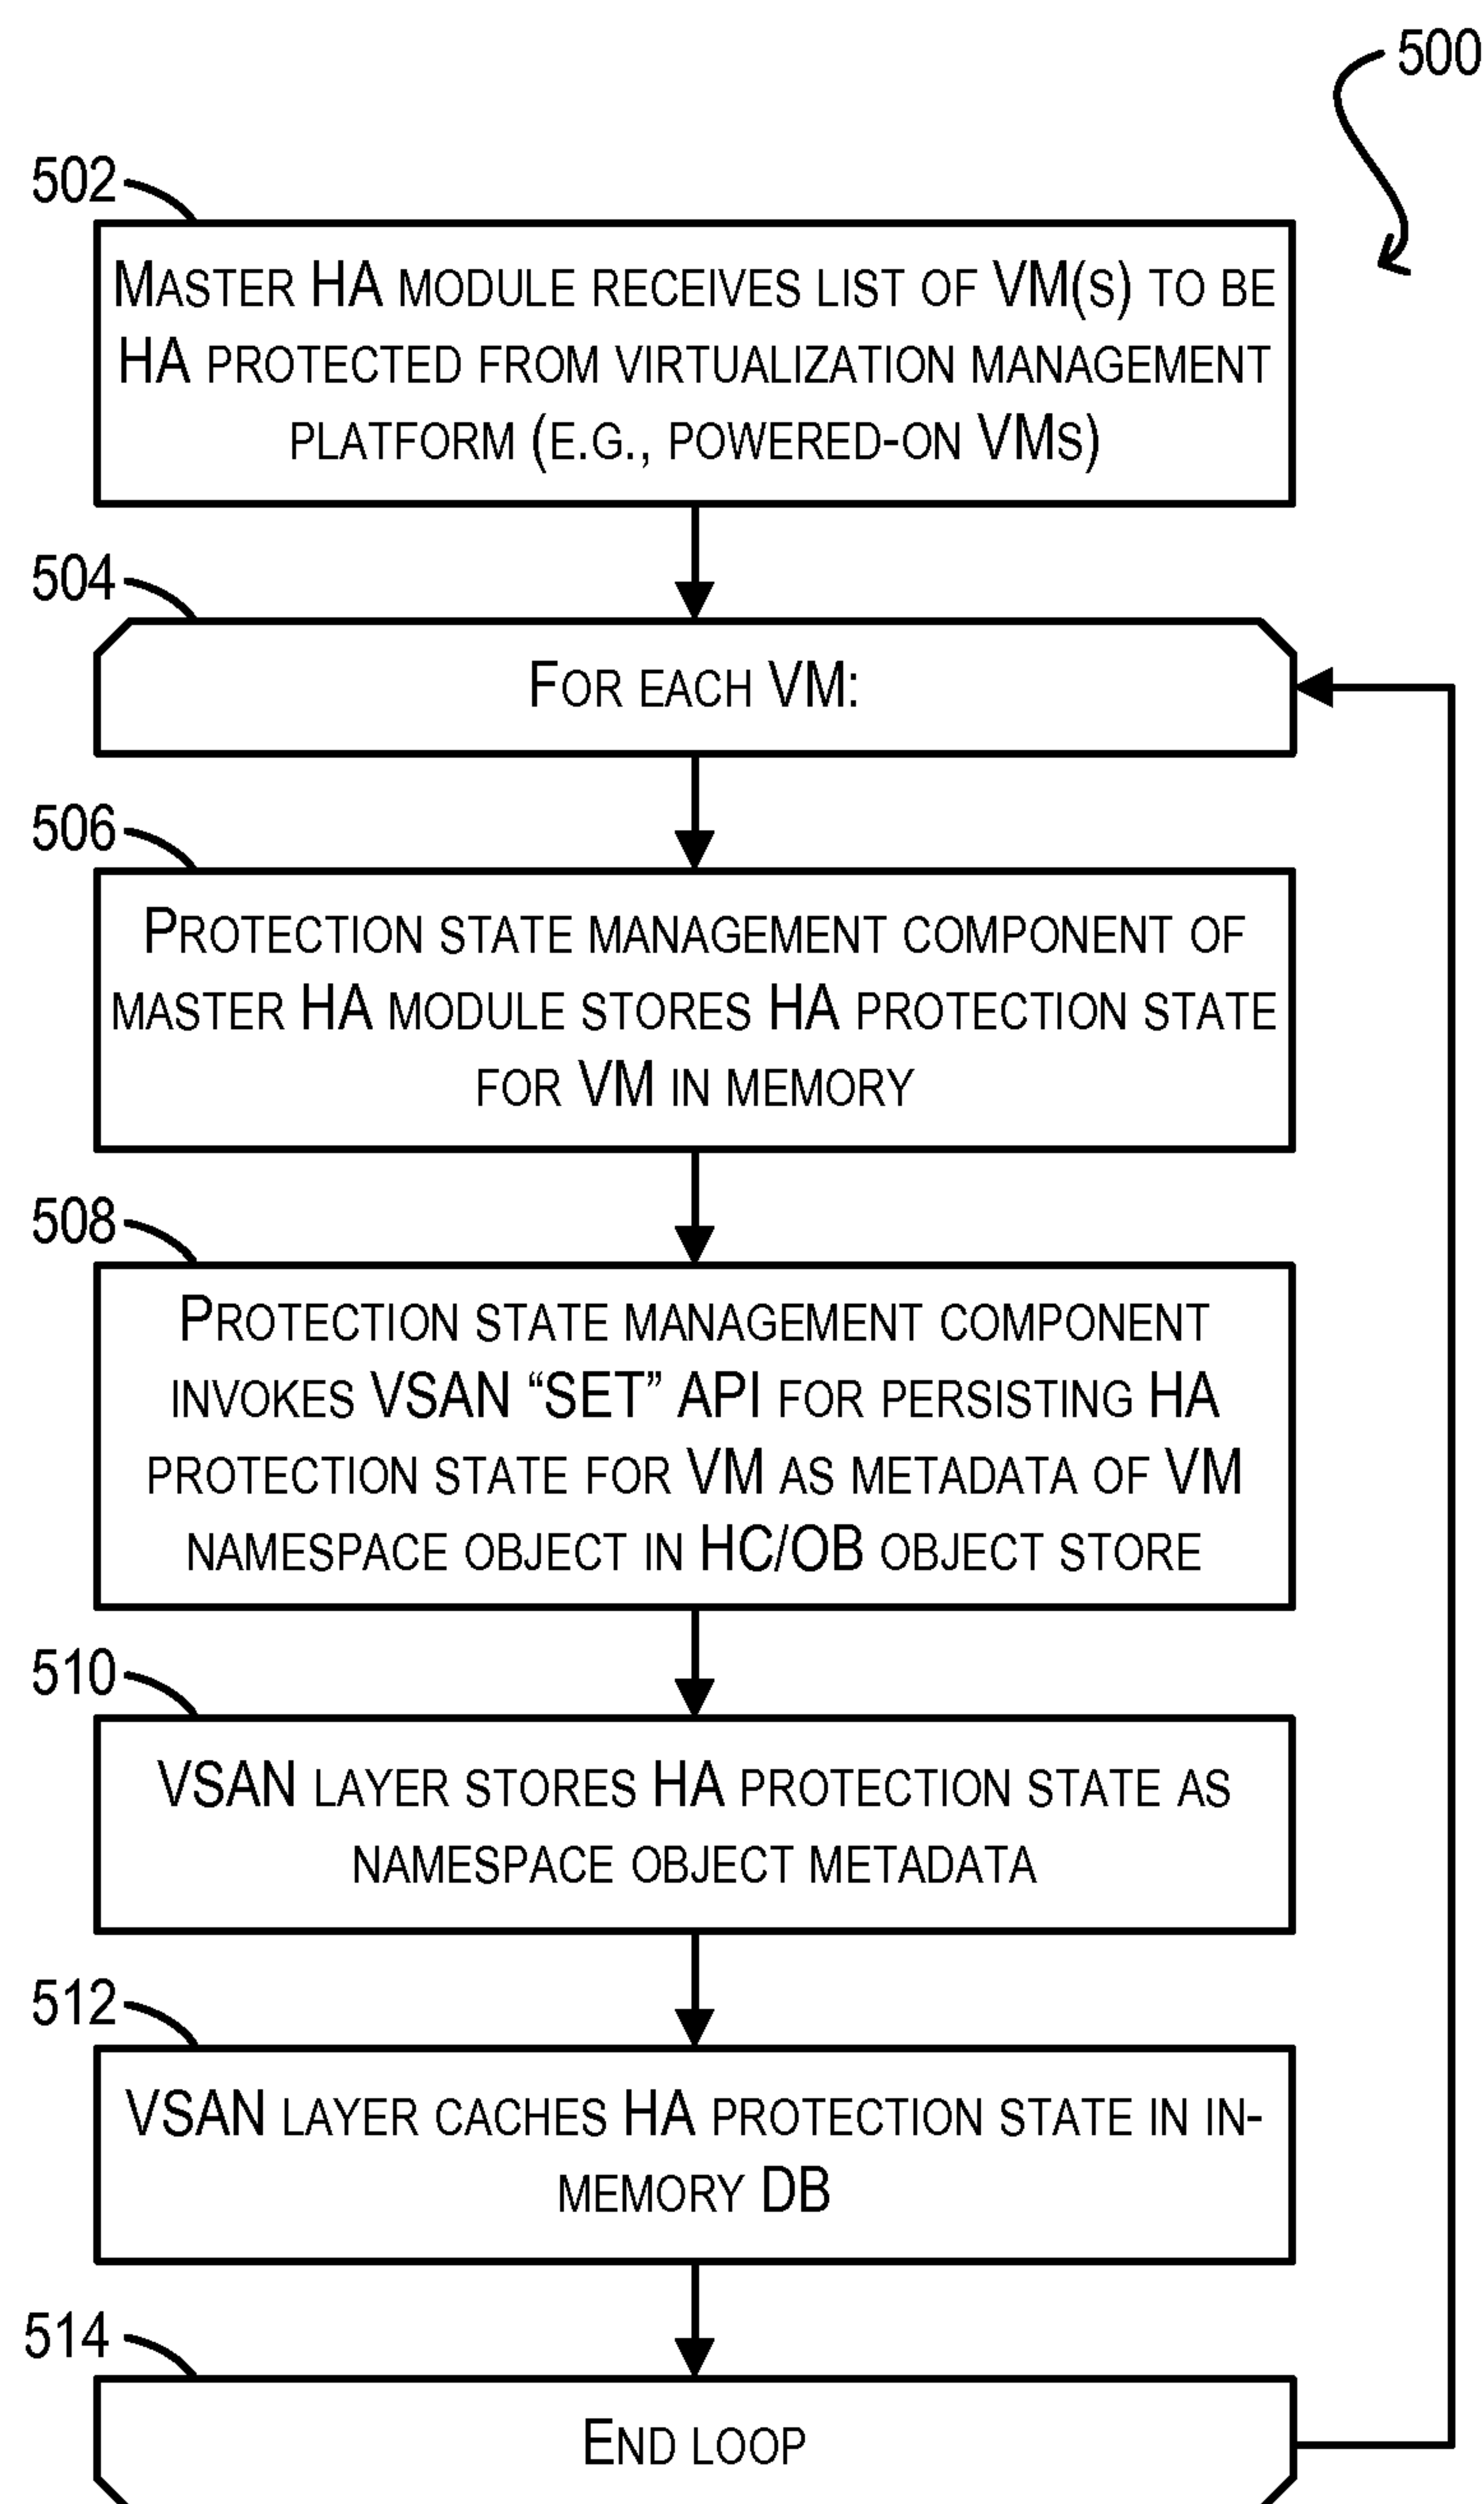 500
502
MASTER HA MODULE RECEIVES LIST OF VM(S) TO BE
HA PROTECTED FROM VIRTUALIZATION MANAGEMENT
PLATFORM (E.G., POWERED-ON VMS)
504
FOR EACH VM:
506
PROTECTION STATE MANAGEMENT COMPONENT OF
MASTER HA MODULE STORES HA PROTECTION STATE
FOR VM IN MEMORY
508
PROTECTION STATE MANAGEMENT COMPONENT
INVOKES VSAN “SET” API FOR PERSISTING HA
PROTECTION STATE FOR VM AS METADATA OF VM
NAMESPACE OBJECT IN HC/OB OBJECT STORE
510
VSAN LAYER STORES HA PROTECTION STATE AS
NAMESPACE OBJECT METADATA
512
VSAN LAYER CACHES HA PROTECTION STATE IN IN-
MEMORY DB
514
END LOOP